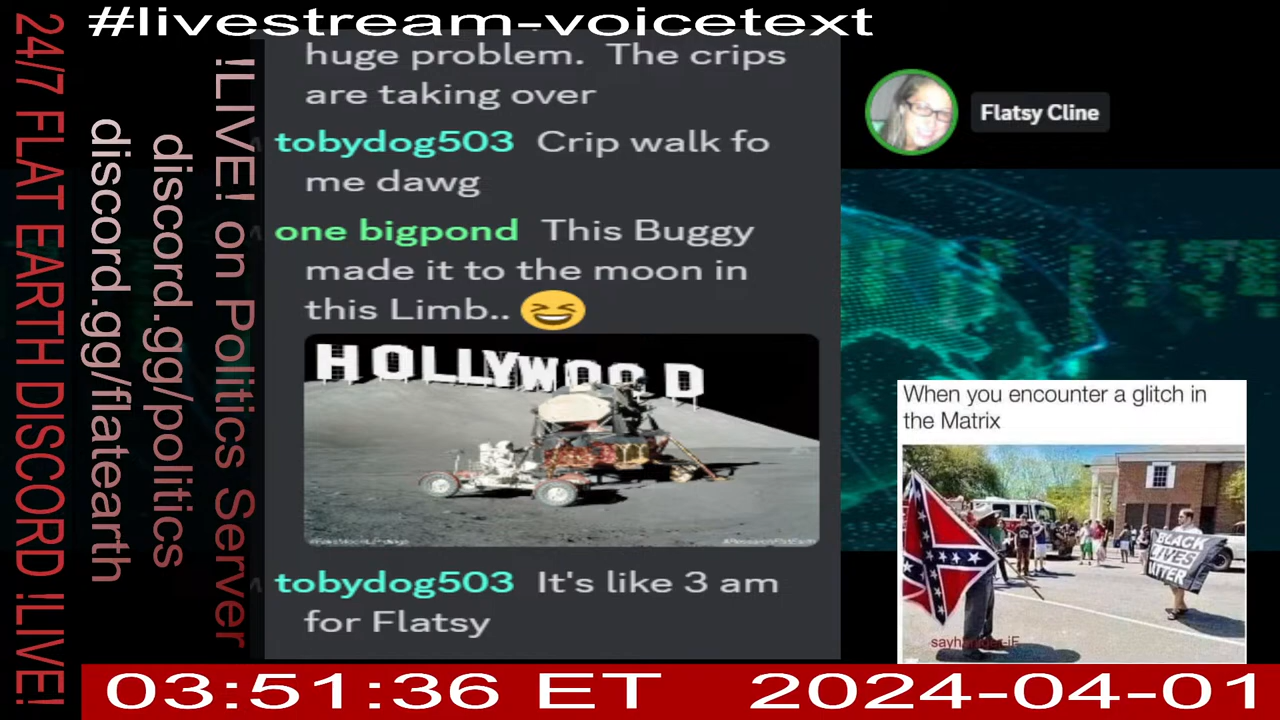 #livestream-voicetext
24/7 FLAT EARTH DISCORD !LIVE!
discord.gg/flatearth
discord.gg/politics
!LIVE! on Politics Server
huge problem. The crips
are taking over
tobydog503 Crip walk fo
me dawg
one bigpond This Buggy
made it to the moon in
this Limb.. 😆
HOLLYWOOD
tobydog503 It's like 3 am
for Flatsy
Flatsy Cline
When you encounter a glitch in
the Matrix
BLACK
LIVES
MATTER
03:51:36 ET 2024-04-01